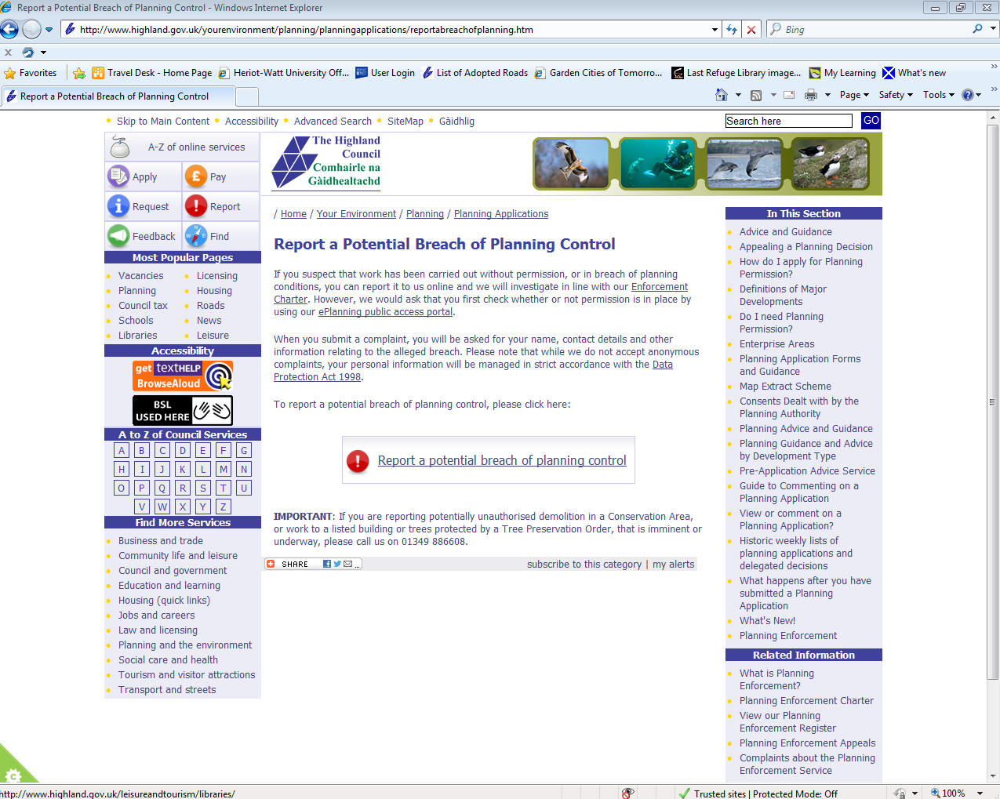 Report a Potential Breach of Planning Control - Windows Internet Explorer
http://www.highland.gov.uk/yourenvironment/planning/planningapplications/reportabreachofplanning.htm
Bing
Favorites
Travel Desk - Home Page
Heriot-Watt University Off...
User Login
List of Adopted Roads
Garden Cities of Tomorro...
Last Refuge Library image...
My Learning
What's new
Report a Potential Breach of Planning Control
Page
Safety
Tools
Skip to Main Content
Accessibility
Advanced Search
SiteMap
Gàidhlig
Search here
GO
A-Z of online services
Apply
Pay
Request
Report
Feedback
Find
Most Popular Pages
Vacancies
Licensing
Planning
Housing
Council tax
Roads
Schools
News
Libraries
Leisure
Accessibility
get textHELP
BrowseAloud
BSL
USED HERE
A to Z of Council Services
A B C D E F G
H I J K L M N
O P Q R S T U
V W X Y Z
Find More Services
Business and trade
Community life and leisure
Council and government
Education and learning
Housing (quick links)
Jobs and careers
Law and licensing
Planning and the environment
Social care and health
Tourism and visitor attractions
Transport and streets
The Highland
Council
Comhairle na
Gàidhealtachd
/ Home / Your Environment / Planning / Planning Applications
Report a Potential Breach of Planning Control
If you suspect that work has been carried out without permission, or in breach of planning
conditions, you can report it to us online and we will investigate in line with our Enforcement
Charter. However, we would ask that you first check whether or not permission is in place by
using our ePlanning public access portal.
When you submit a complaint, you will be asked for your name, contact details and other
information relating to the alleged breach. Please note that while we do not accept anonymous
complaints, your personal information will be managed in strict accordance with the Data
Protection Act 1998.
To report a potential breach of planning control, please click here:
Report a potential breach of planning control
IMPORTANT: If you are reporting potentially unauthorised demolition in a Conservation Area,
or work to a listed building or trees protected by a Tree Preservation Order, that is imminent or
underway, please call us on 01349 886608.
SHARE ...
subscribe to this category | my alerts
In This Section
Advice and Guidance
Appealing a Planning Decision
How do I apply for Planning
Permission?
Definitions of Major
Developments
Do I need Planning
Permission?
Enterprise Areas
Planning Application Forms
and Guidance
Map Extract Scheme
Consents Dealt with by the
Planning Authority
Planning Advice and Guidance
Planning Guidance and Advice
by Development Type
Pre-Application Advice Service
Guide to Commenting on a
Planning Application
View or comment on a
Planning Application?
Historic weekly lists of
planning applications and
delegated decisions
What happens after you have
submitted a Planning
Application
What's New!
Planning Enforcement
Related Information
What is Planning
Enforcement?
Planning Enforcement Charter
View our Planning
Enforcement Register
Planning Enforcement Appeals
Complaints about the Planning
Enforcement Service
http://www.highland.gov.uk/leisureandtourism/libraries/
Trusted sites | Protected Mode: Off
100%